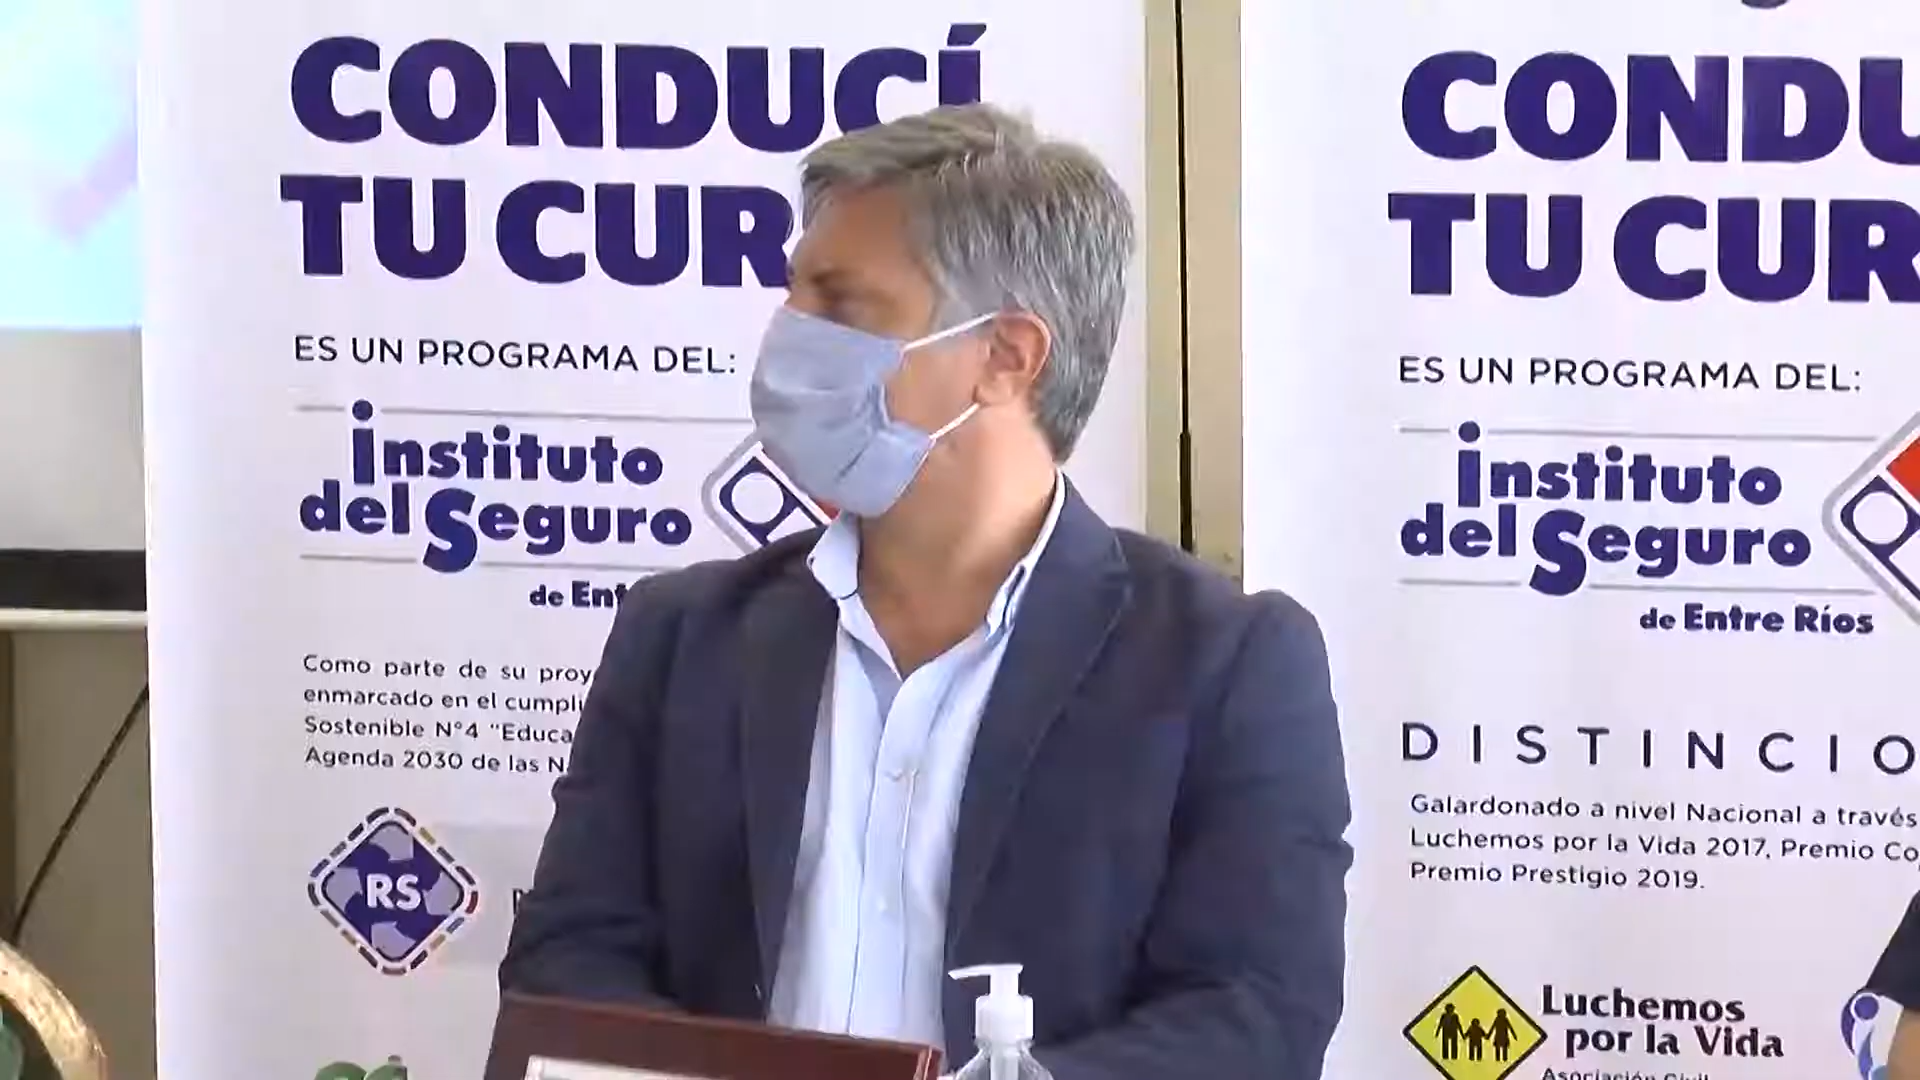 CONDUCÍ
TU CUR
ES UN PROGRAMA DEL:
instituto
del Seguro
de Ent
Como parte de su proy
enmarcado en el cumpli
Sostenible N°4 "Educa
Agenda 2030 de las N
RS
CONDU
TU CUR
ES UN PROGRAMA DEL:
instituto
del Seguro
de Entre Ríos
DISTINCIO
Galardonado a nivel Nacional a través
Luchemos por la Vida 2017, Premio Co
Premio Prestigio 2019.
Luchemos
por la Vida
Asociación Civil